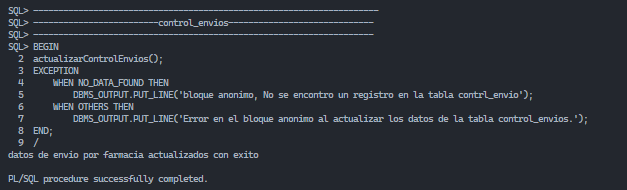 SQL> -----------------------------------------------------------------------
SQL> -------------------------control_envios-----------------------------
SQL> ----------------------------------------------------------------------
SQL> BEGIN
2 actualizarControlEnvios();
3 EXCEPTION
4 WHEN NO_DATA_FOUND THEN
5 DBMS_OUTPUT.PUT_LINE('bloque anonimo, No se encontro un registro en la tabla contrl_envio');
6 WHEN OTHERS THEN
7 DBMS_OUTPUT.PUT_LINE('Error en el bloque anonimo al actualizar los datos de la tabla control_envios.');
8 END;
9 /
datos de envio por farmacia actualizados con exito
PL/SQL procedure successfully completed.